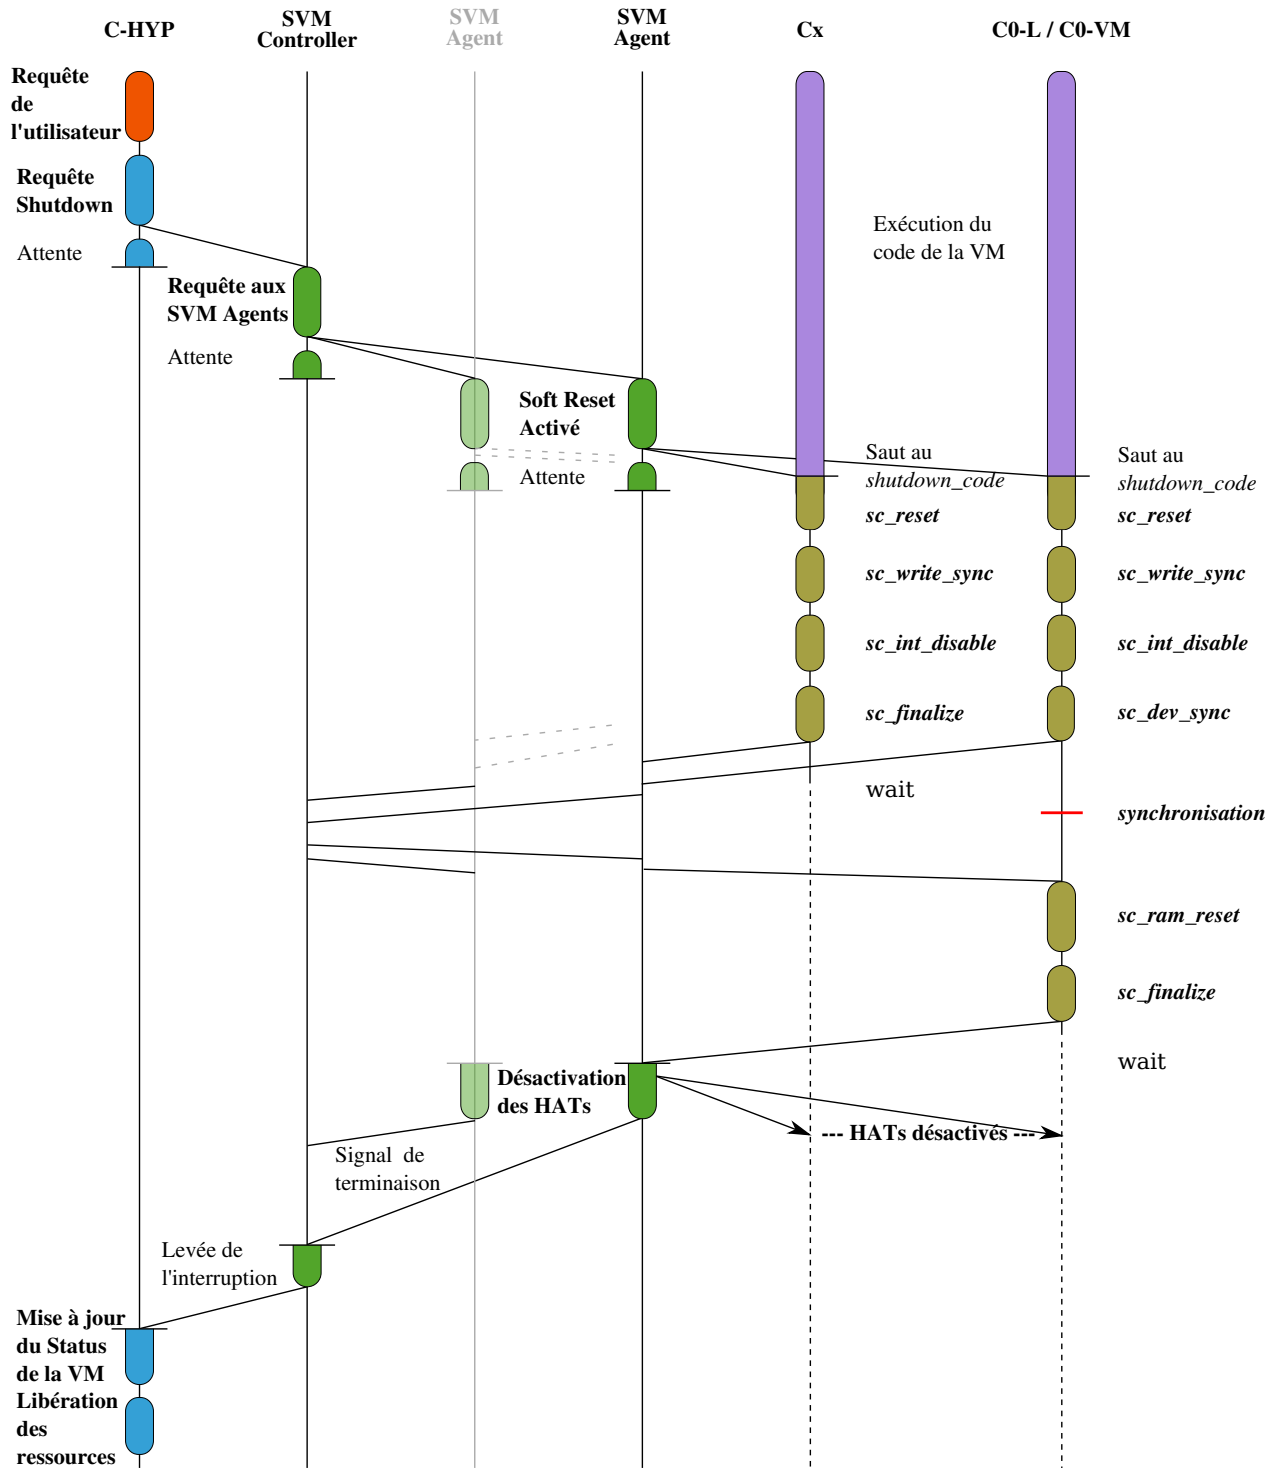 C-HYP
SVM
Controller
SVM
Agent
SVM
Agent
Cx
C0-L / C0-VM
Requête
de
l'utilisateur
Requête
Shutdown
Attente
Exécution du
code de la VM
Requête aux
SVM Agents
Attente
Soft Reset
Activé
Attente
Saut au
shutdown_code
sc_reset
Saut au
shutdown_code
sc_reset
sc_write_sync
sc_write_sync
sc_int_disable
sc_int_disable
sc_finalize
sc_dev_sync
wait
synchronisation
sc_ram_reset
sc_finalize
wait
Désactivation
des HATs
--- HATs désactivés ---
Signal de
terminaison
Levée de
l'interruption
Mise à jour
du Status
de la VM
Libération
des
ressources